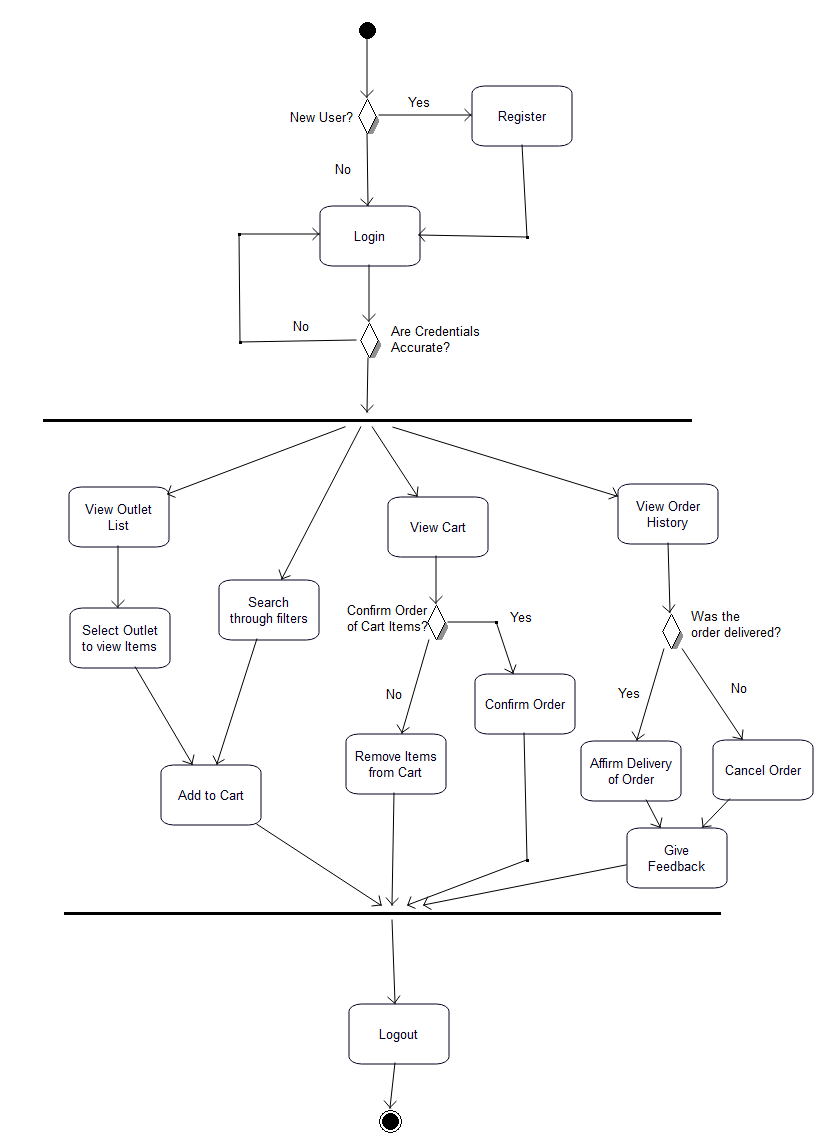 Yes
New User?
Register
No
Login
No
Are Credentials
Accurate?
View Outlet
List
View Cart
View Order
History
Search
through filters
Confirm Order
of Cart Items?
Yes
Was the
order delivered?
Select Outlet
to view Items
No
Confirm Order
Yes
No
Remove Items
from Cart
Affirm Delivery
of Order
Cancel Order
Add to Cart
Give
Feedback
Logout